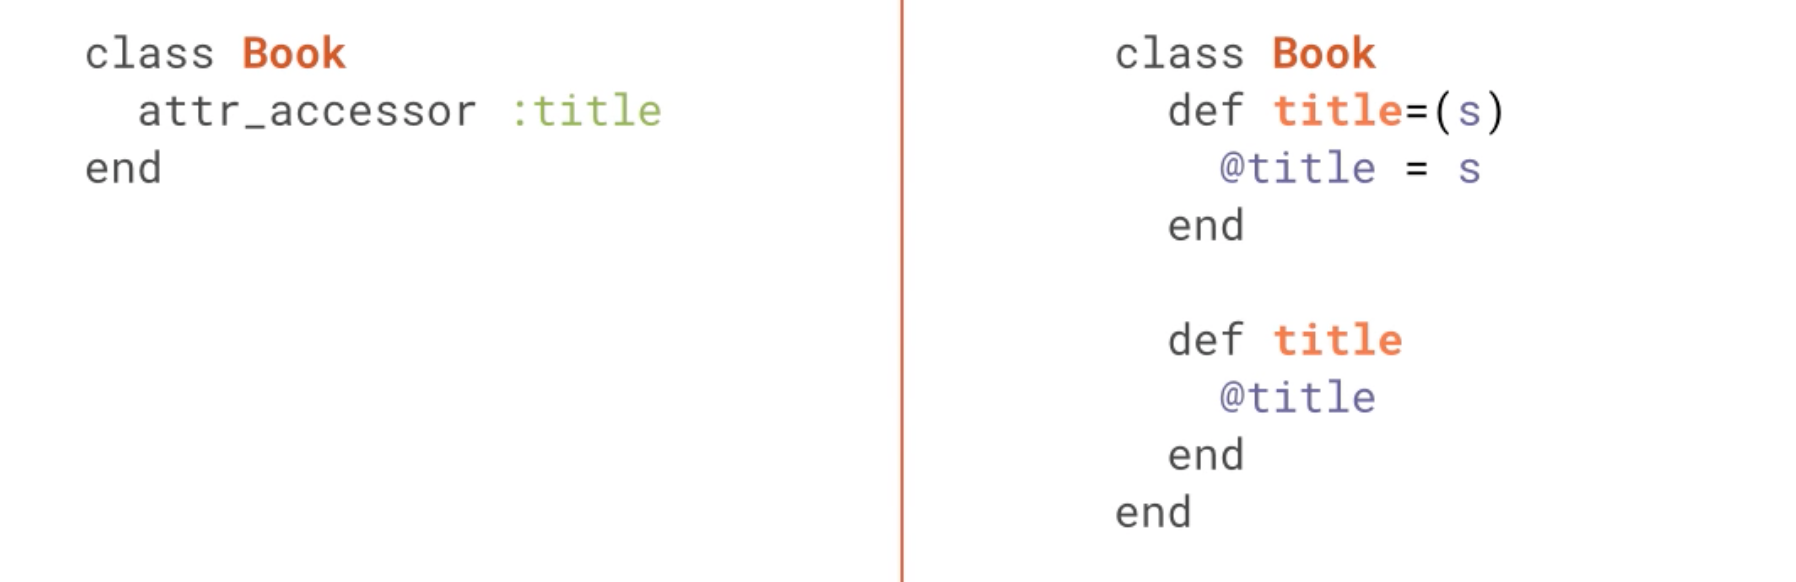 class Book
  attr_accessor :title
end
class Book
  def title=(s)
    @title = s
  end
  def title
    @title
  end
end